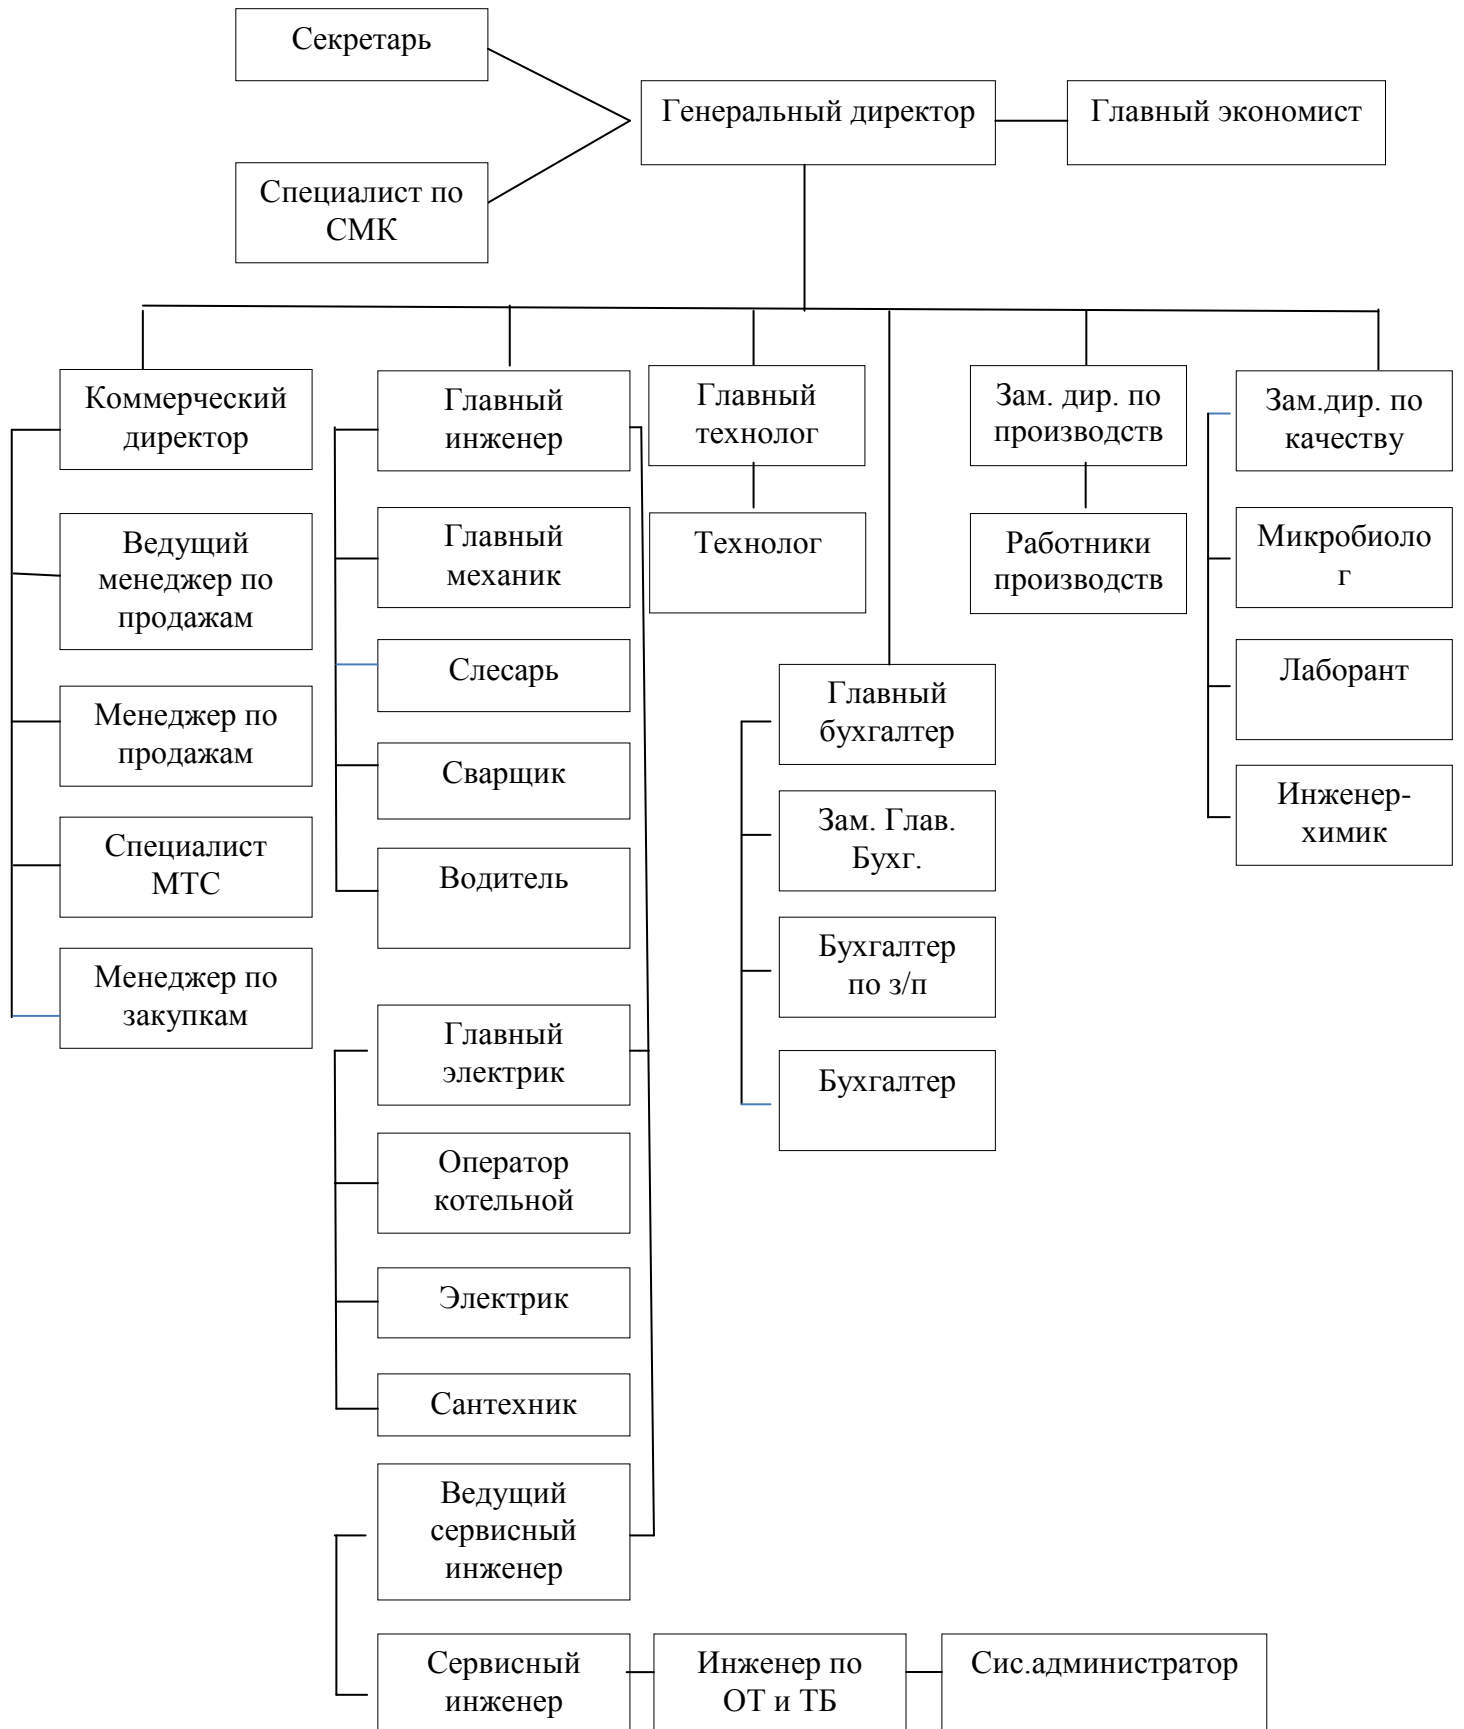 Секретарь
Генеральный директор
Главный экономист
Специалист по
СМК
Коммерческий
директор
Главный
инженер
Главный
технолог
Зам. дир. по
производств
Зам.дир. по
качеству
Ведущий
менеджер по
продажам
Главный
механик
Технолог
Работники
производств
Микробиоло
г
Слесарь
Лаборант
Менеджер по
продажам
Главный
бухгалтер
Сварщик
Инженер-
химик
Специалист
МТС
Зам. Глав.
Бухг.
Водитель
Менеджер по
закупкам
Бухгалтер
по з/п
Главный
электрик
Бухгалтер
Оператор
котельной
Электрик
Сантехник
Ведущий
сервисный
инженер
Сервисный
инженер
Инженер по
ОТ и ТБ
Сис.администратор